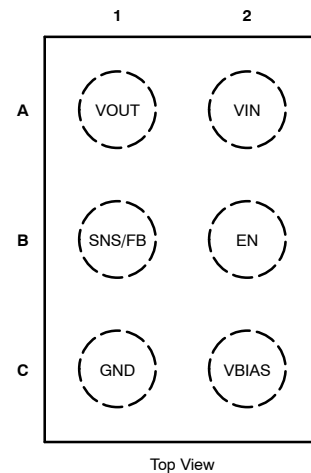 1 2
A VOUT VIN
B SNS/FB EN
C GND VBIAS
Top View